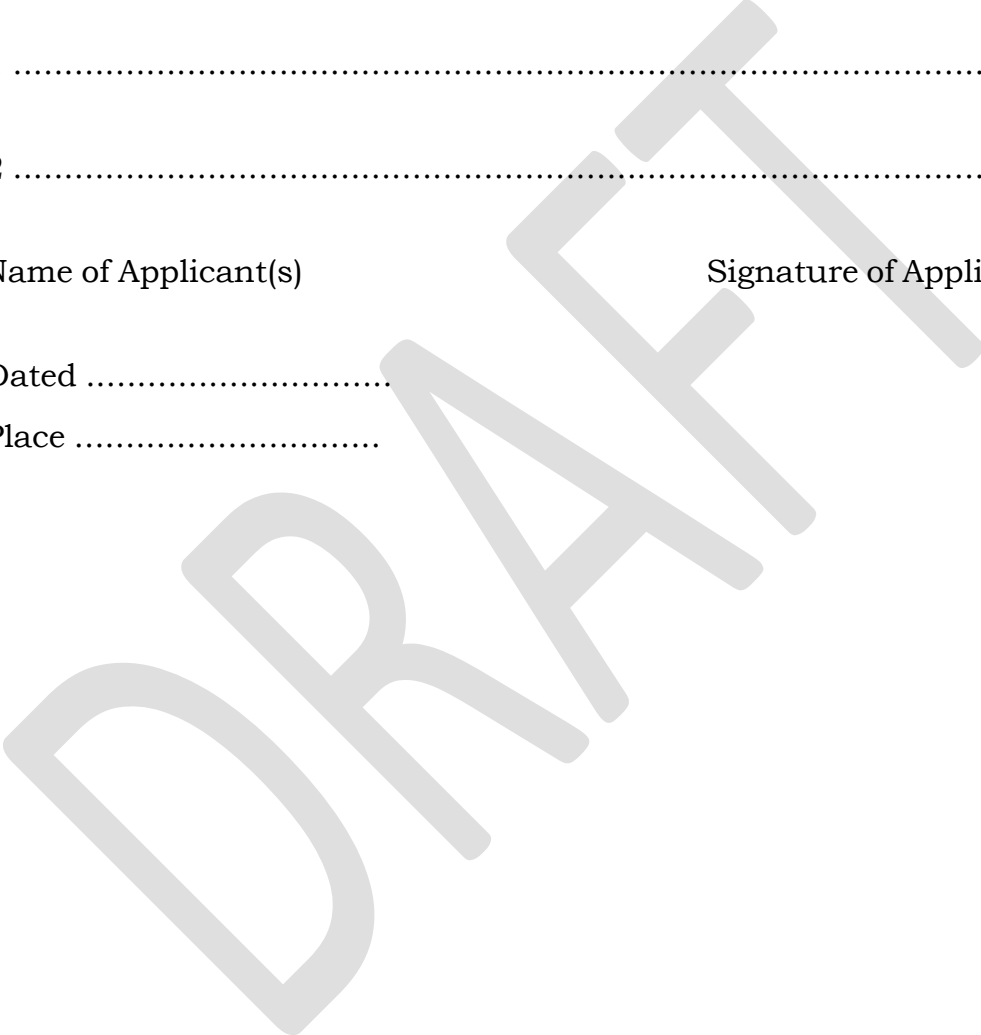 .......................................................................................................
2 .......................................................................................................
Name of Applicant(s) Signature of Appli
Dated ..............................
Place ..............................
DRAFT